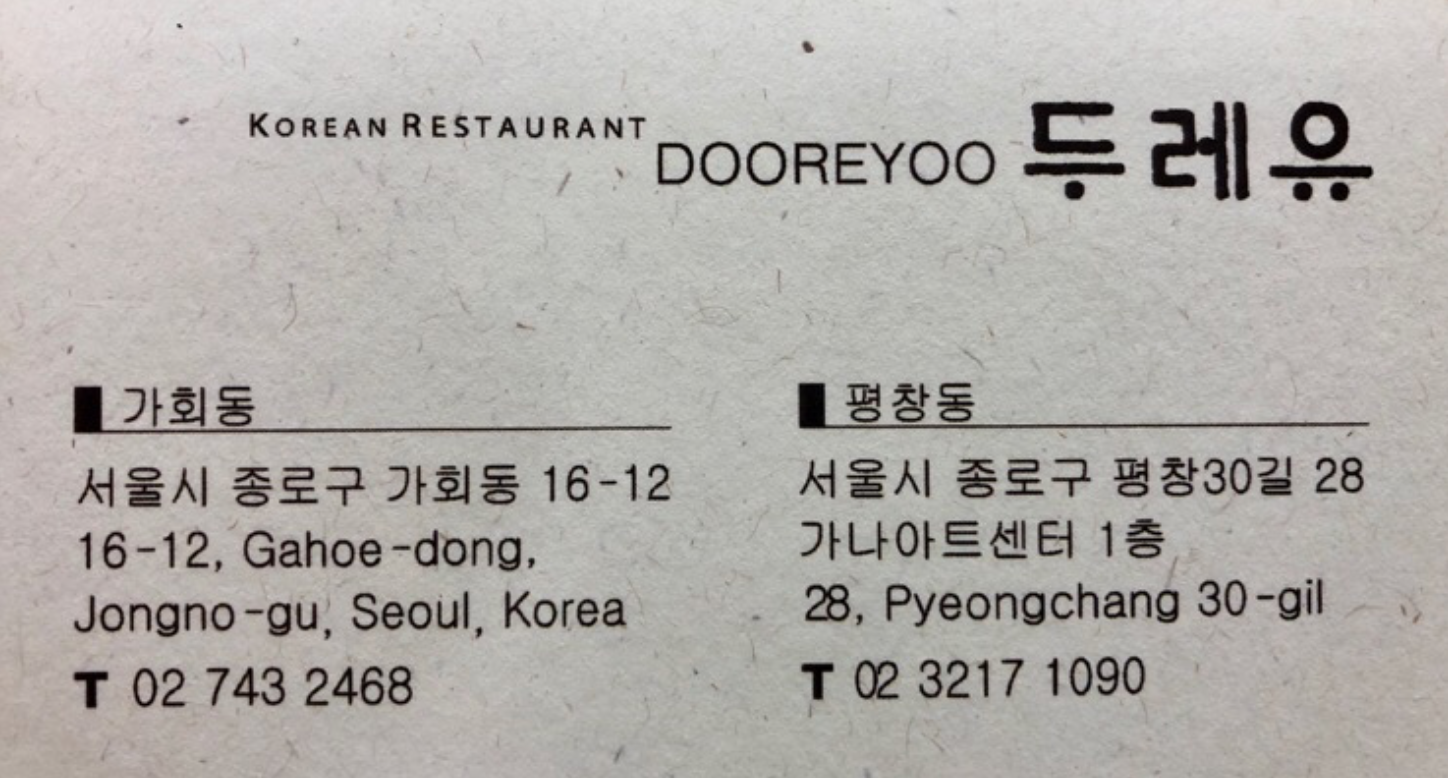 KOREAN RESTAURANT DOOREYOO 두레유
가회동
서울시 종로구 가회동 16-12
16-12, Gahoe-dong,
Jongno-gu, Seoul, Korea
T 02 743 2468
평창동
서울시 종로구 평창30길 28
가나아트센터 1층
28, Pyeongchang 30-gil
T 02 3217 1090